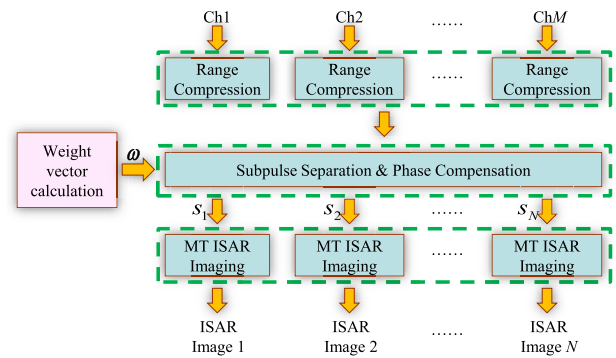 Ch1 Ch2 ...... ChM
Range Compression Range Compression ...... Range Compression
Weight vector calculation
ω
Subpulse Separation & Phase Compensation
S1 S2 ...... SN
MT ISAR Imaging MT ISAR Imaging ...... MT ISAR Imaging
ISAR Image 1 ISAR Image 2 ...... ISAR Image N